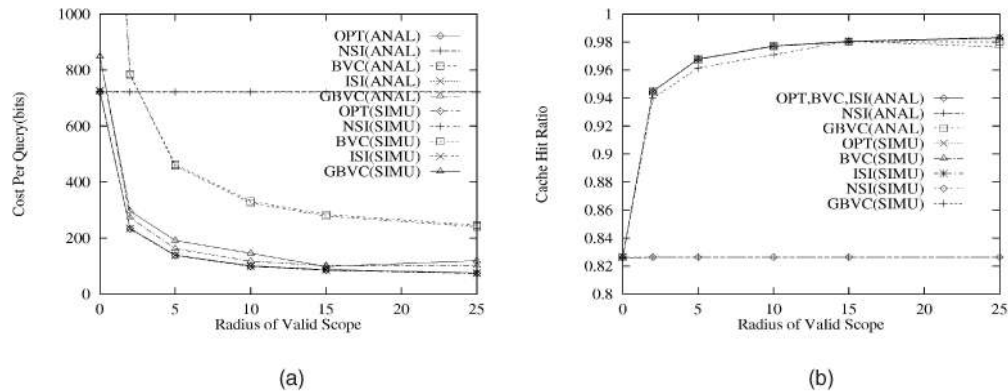 1000
800
600
400
200
0
Cost Per Query(bits)
OPT(ANAL)
NSI(ANAL)
BVC(ANAL)
ISI(ANAL)
GBVC(ANAL)
OPT(SIMU)
NSI(SIMU)
BVC(SIMU)
ISI(SIMU)
GBVC(SIMU)
0 5 10 15 20 25
Radius of Valid Scope
(a)
1
0.98
0.96
0.94
0.92
0.9
0.88
0.86
0.84
0.82
0.8
Cache Hit Ratio
OPT,BVC,ISI(ANAL)
NSI(ANAL)
GBVC(ANAL)
OPT(SIMU)
BVC(SIMU)
ISI(SIMU)
NSI(SIMU)
GBVC(SIMU)
0 5 10 15 20 25
Radius of Valid Scope
(b)